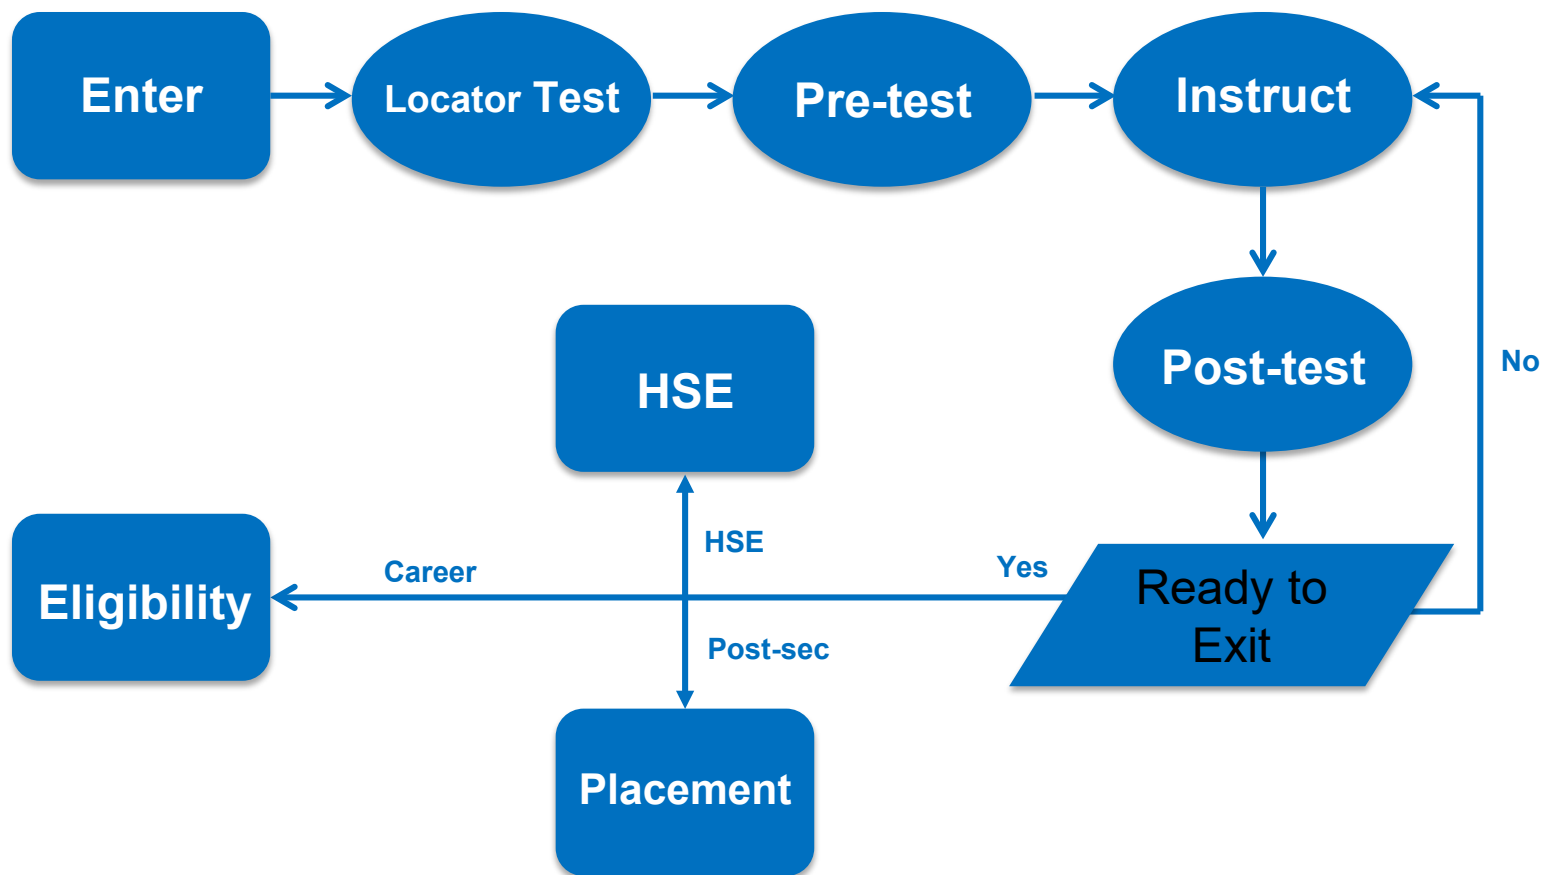 Enter
Locator Test
Pre-test
Instruct
Post-test
No
HSE
HSE
Career
Yes
Ready to
Exit
Eligibility
Post-sec
Placement